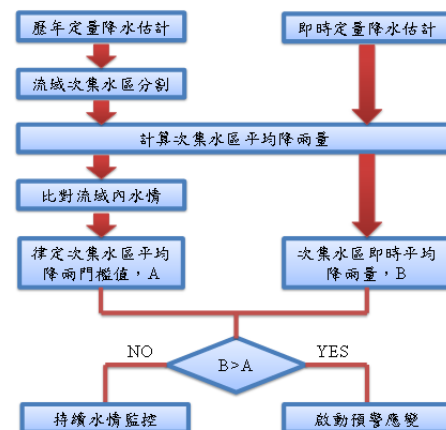 歷年定量降水估計
即時定量降水估計
流域次集水區分割
計算次集水區平均降雨量
比對流域內水情
律定次集水區平均
降雨門檻值，A
次集水區即時平均
降雨量，B
NO
B>A
YES
持續水情監控
啟動預警應變